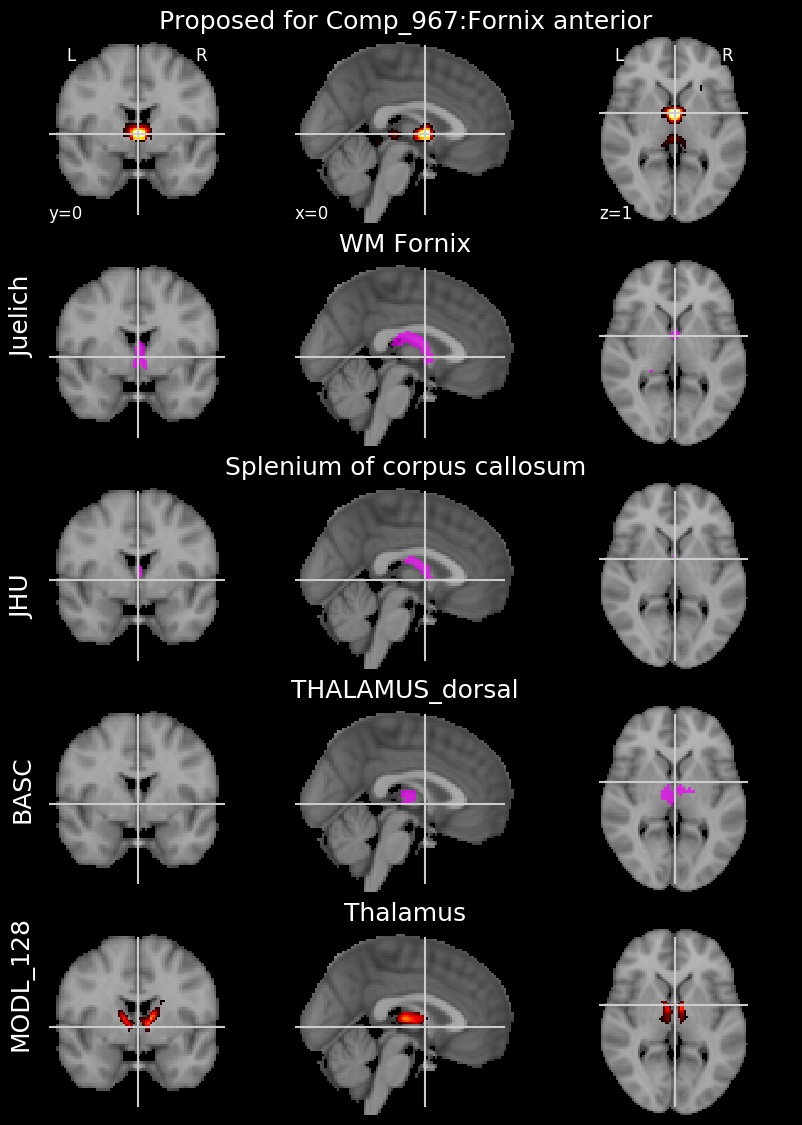 Proposed for Comp_967:Fornix anterior
L R L R
y=0 x=0 z=1
WM Fornix
Juelich
Splenium of corpus callosum
JHU
THALAMUS_dorsal
BASC
Thalamus
MODL_128